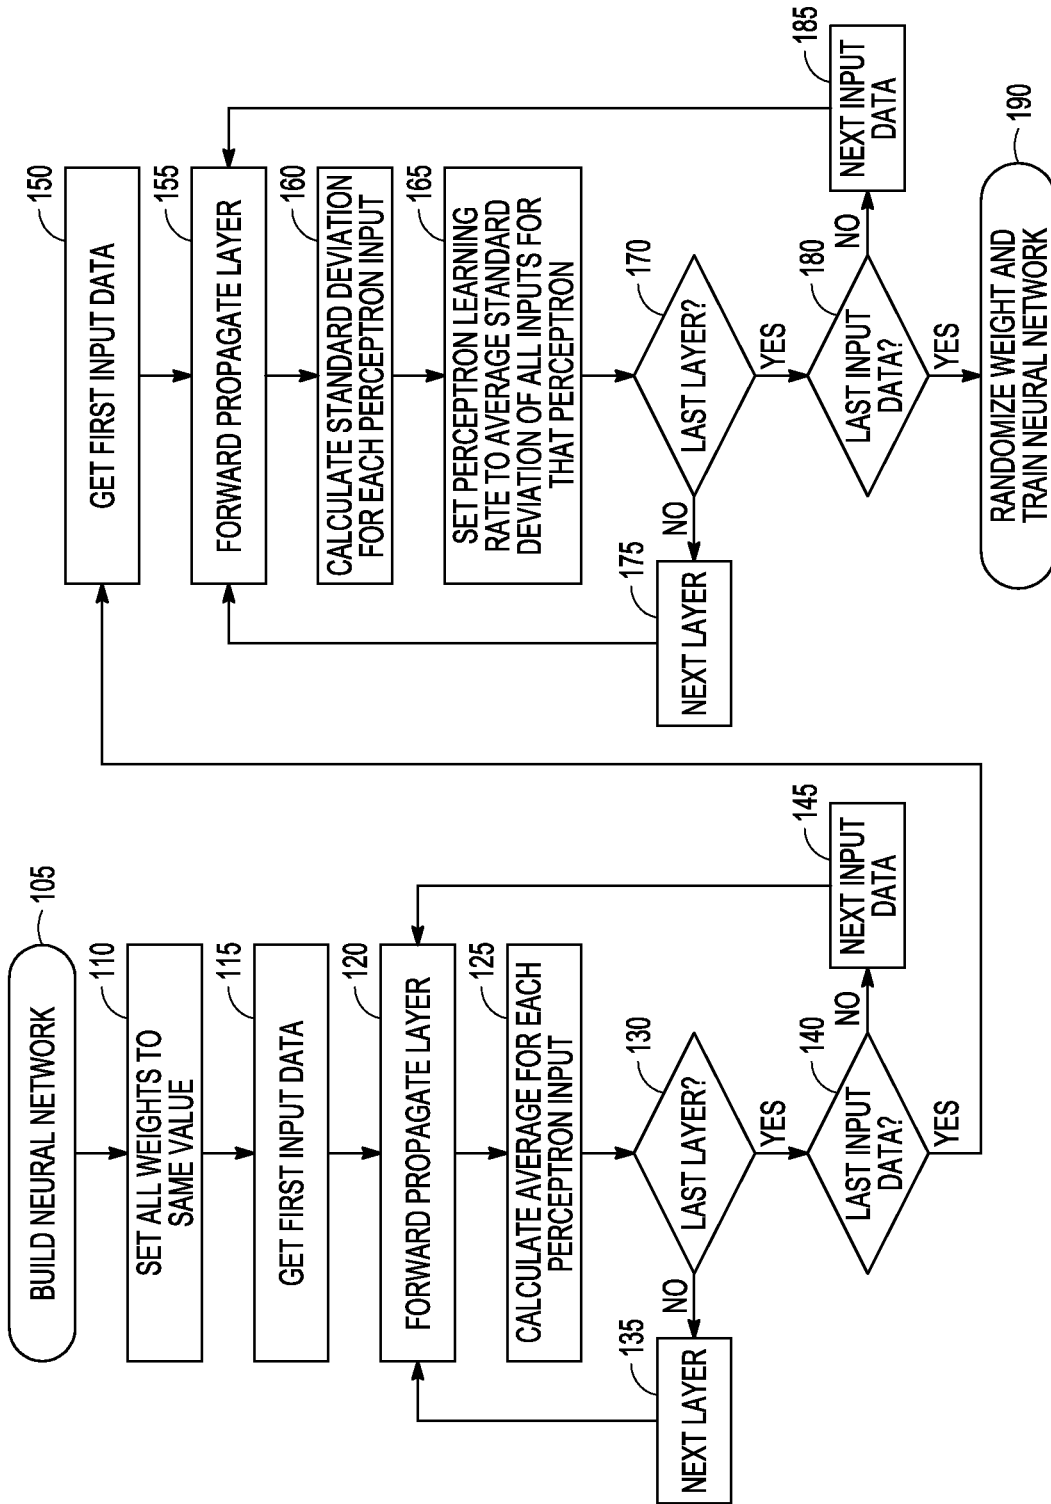 BUILD NEURAL NETWORK
105
SET ALL WEIGHTS TO
SAME VALUE
110
GET FIRST INPUT DATA
115
FORWARD PROPAGATE LAYER
120
CALCULATE AVERAGE FOR EACH
PERCEPTRON INPUT
125
LAST LAYER?
130
NO
YES
NEXT LAYER
135
LAST INPUT
DATA?
140
NO
YES
NEXT INPUT
DATA
145
GET FIRST INPUT DATA
150
FORWARD PROPAGATE LAYER
155
CALCULATE STANDARD DEVIATION
FOR EACH PERCEPTRON INPUT
160
SET PERCEPTRON LEARNING
RATE TO AVERAGE STANDARD
DEVIATION OF ALL INPUTS FOR
THAT PERCEPTRON
165
LAST LAYER?
170
NO
YES
NEXT LAYER
175
LAST INPUT
DATA?
180
NO
YES
NEXT INPUT
DATA
185
RANDOMIZE WEIGHT AND
TRAIN NEURAL NETWORK
190